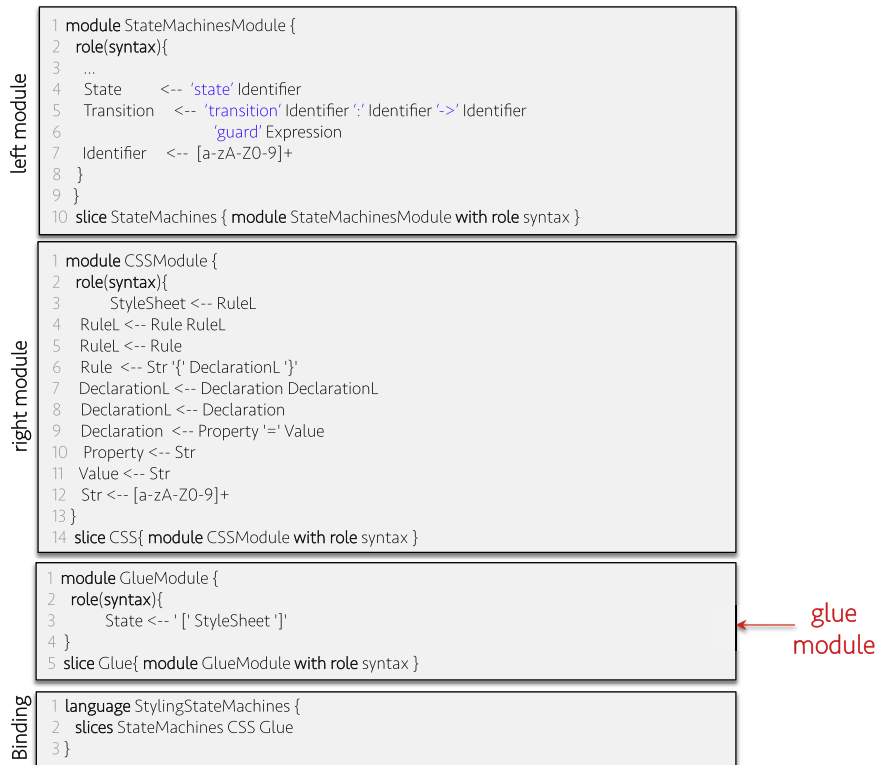 left module
1 module StateMachinesModule {
2 role(syntax){
3 ...
4 State <-- ‘state’ Identifier
5 Transition <-- ‘transition’ Identifier ‘:’ Identifier ‘->’ Identifier
6 ‘guard’ Expression
7 Identifier <-- [a-zA-Z0-9]+
8 }
9 }
10 slice StateMachines { module StateMachinesModule with role syntax }
right module
1 module CSSModule {
2 role(syntax){
3 StyleSheet <-- RuleL
4 RuleL <-- Rule RuleL
5 RuleL <-- Rule
6 Rule <-- Str '{' DeclarationL '}'
7 DeclarationL <-- Declaration DeclarationL
8 DeclarationL <-- Declaration
9 Declaration <-- Property '=' Value
10 Property <-- Str
11 Value <-- Str
12 Str <-- [a-zA-Z0-9]+
13 }
14 slice CSS{ module CSSModule with role syntax }
1 module GlueModule {
2 role(syntax){
3 State <-- ' [' StyleSheet ']'
4 }
5 slice Glue{ module GlueModule with role syntax }
glue
module
Binding
1 language StylingStateMachines {
2 slices StateMachines CSS Glue
3 }